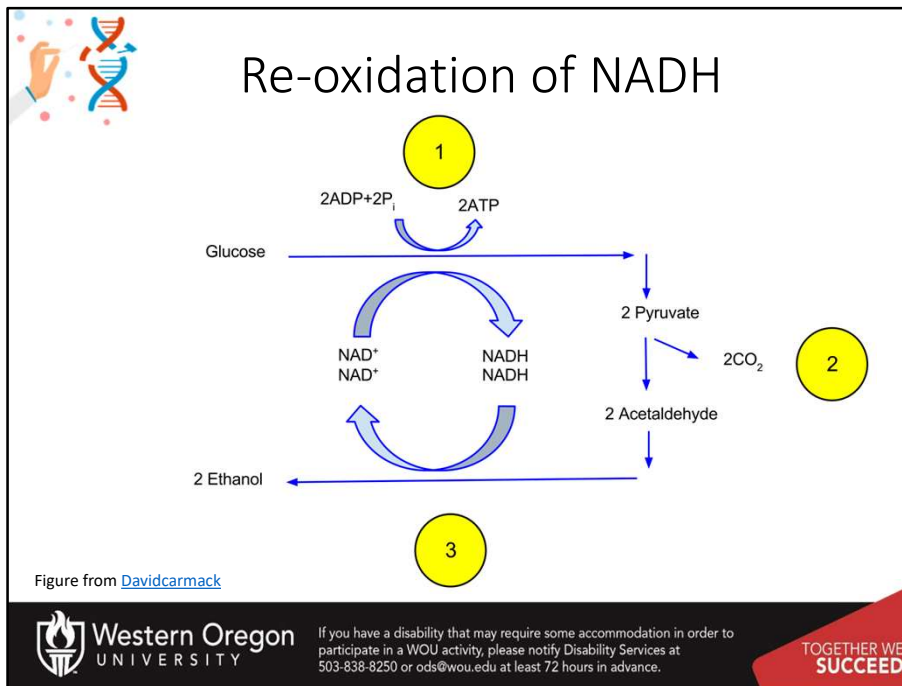 Re-oxidation of NADH
1
2ADP+2Pi
2ATP
Glucose
2 Pyruvate
NAD+
NAD+
NADH
NADH
2CO2
2
2 Acetaldehyde
2 Ethanol
3
Figure from Davidcarmack
Western Oregon
UNIVERSITY
If you have a disability that may require some accommodation in order to
participate in a WOU activity, please notify Disability Services at
503-838-8250 or ods@wou.edu at least 72 hours in advance.
TOGETHER WE
SUCCEED